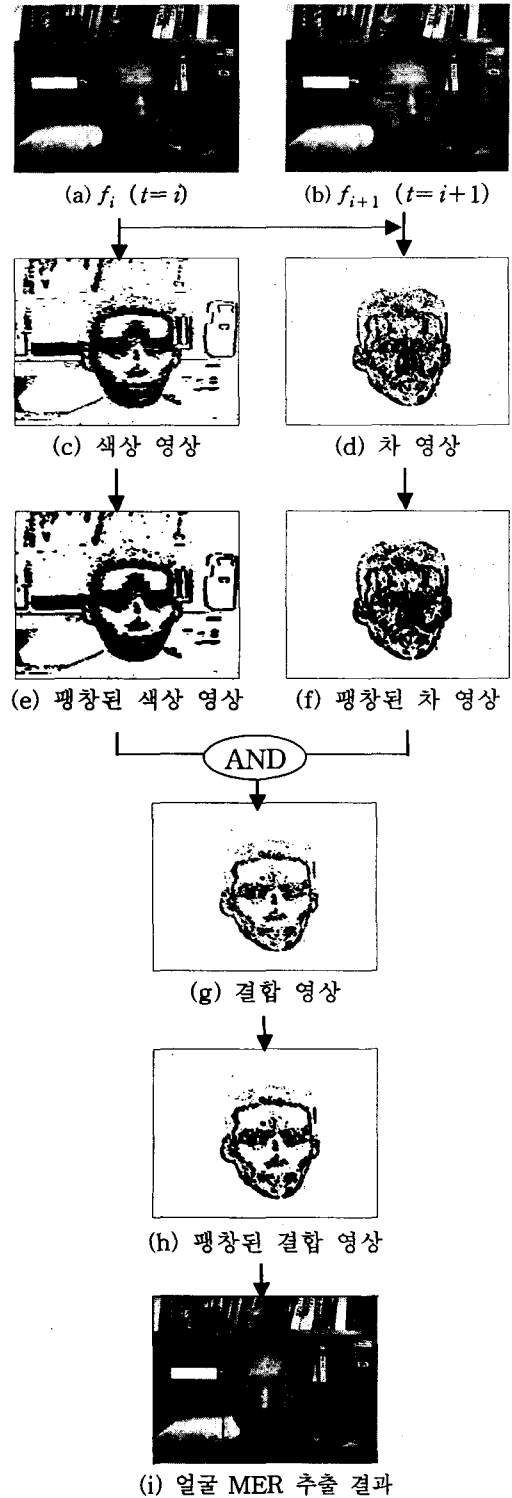 (a) fi (t= i)
(b) fi+1 (t= i+1)
(c) 색상 영상
(d) 차 영상
(e) 팽창된 색상 영상
(f) 팽창된 차 영상
AND
(g) 결합 영상
(h) 팽창된 결합 영상
(i) 얼굴 MER 추출 결과